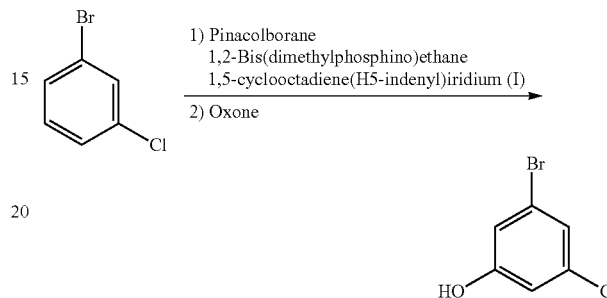 Br
1) Pinacolborane
1,2-Bis(dimethylphosphino)ethane
15
1,5-cyclooctadiene(H5-indenyl)iridium (I)
2) Oxone
Cl
Br
20
HO